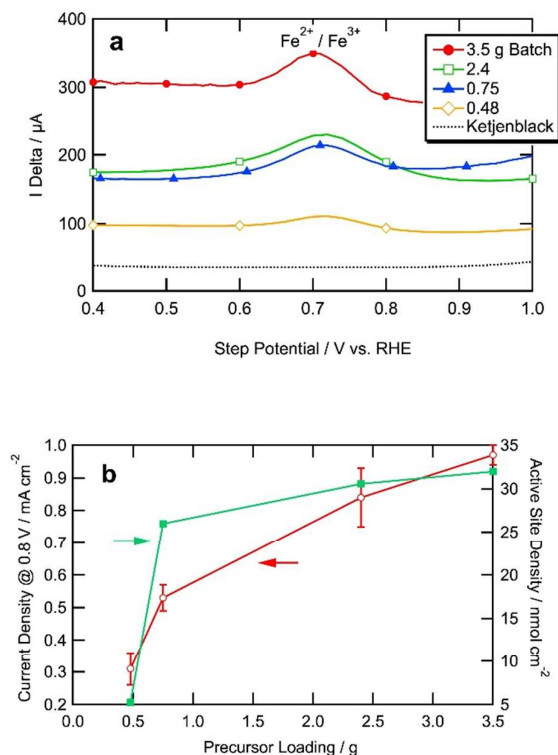 a
Fe2+ / Fe3+
3.5 g Batch
2.4
0.75
0.48
Ketjenblack
400
300
200
100
0
I Delta / µA
0.4 0.5 0.6 0.7 0.8 0.9 1.0
Step Potential / V vs. RHE
b
1.0
0.9
0.8
0.7
0.6
0.5
0.4
0.3
0.2
Current Density @ 0.8 V / mA cm-2
35
30
25
20
15
10
5
Active Site Density / nmol cm-2
0.0 0.5 1.0 1.5 2.0 2.5 3.0 3.5
Precursor Loading / g